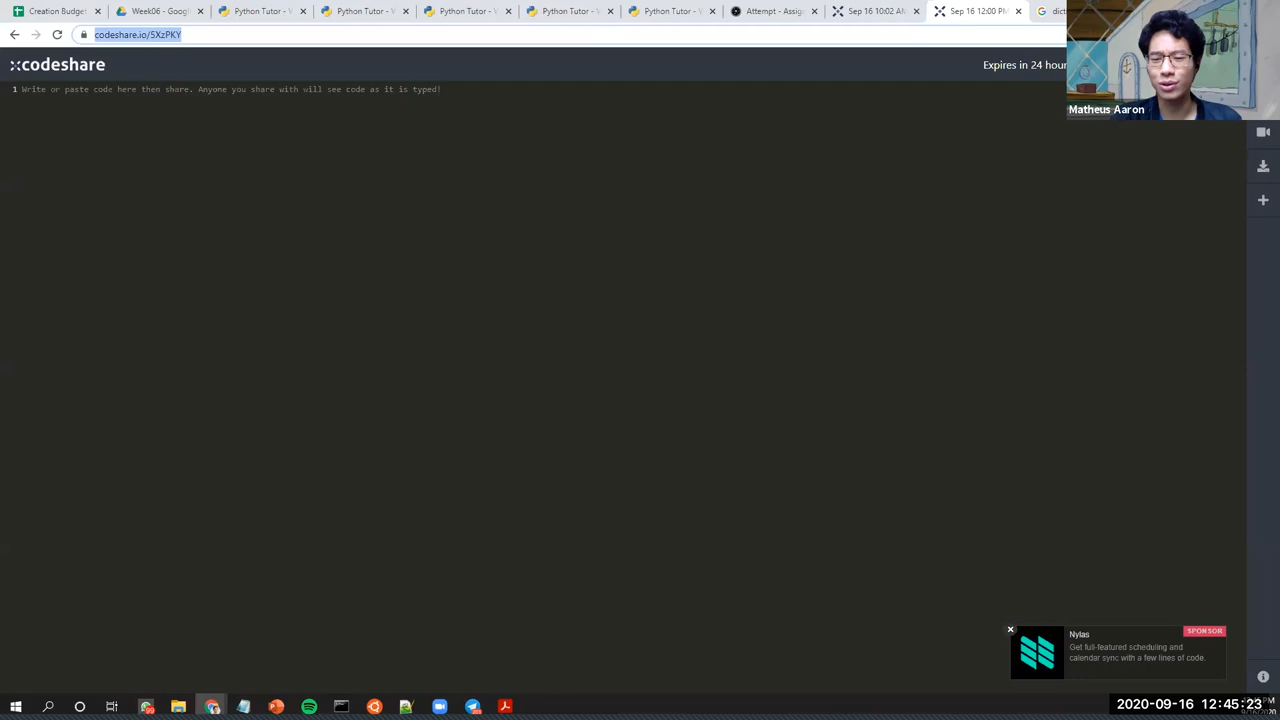 Creation Budget
Week06 - Googl
Python Tutor - V
Python Tutor - V
Python Tutor - V
Python Tutor - V
Python Tutor - V
Attempt - Assig
Sep 16 10:02 AM
Sep 16 12:00 PM
dict
codeshare.io/5XzPKY
::codeshare
Expires in 24 hour
Matheus Aaron
1 Write or paste code here then share. Anyone you share with will see code as it is typed!
Nylas
SPONSOR
Get full-featured scheduling and
calendar sync with a few lines of code.
2020-09-16 12:45:23